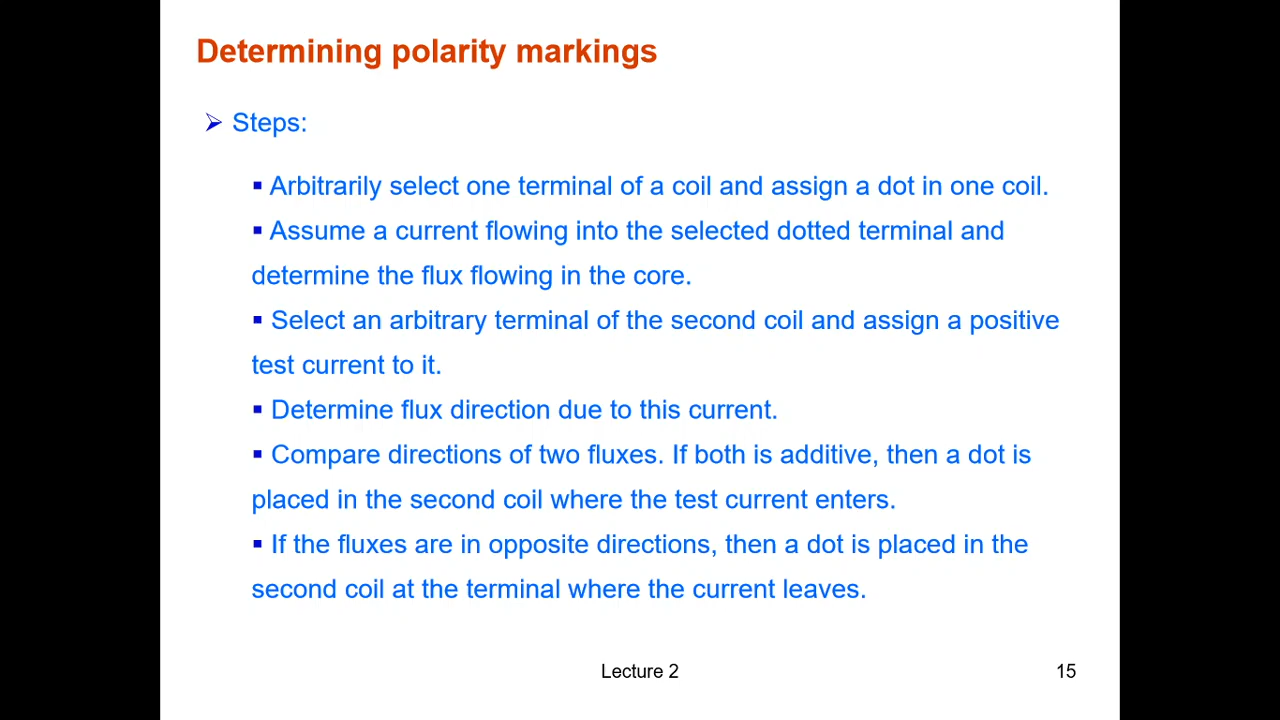 Determining polarity markings
➢ Steps:
▪ Arbitrarily select one terminal of a coil and assign a dot in one coil.
▪ Assume a current flowing into the selected dotted terminal and
determine the flux flowing in the core.
▪ Select an arbitrary terminal of the second coil and assign a positive
test current to it.
▪ Determine flux direction due to this current.
▪ Compare directions of two fluxes. If both is additive, then a dot is
placed in the second coil where the test current enters.
▪ If the fluxes are in opposite directions, then a dot is placed in the
second coil at the terminal where the current leaves.
Lecture 2
15